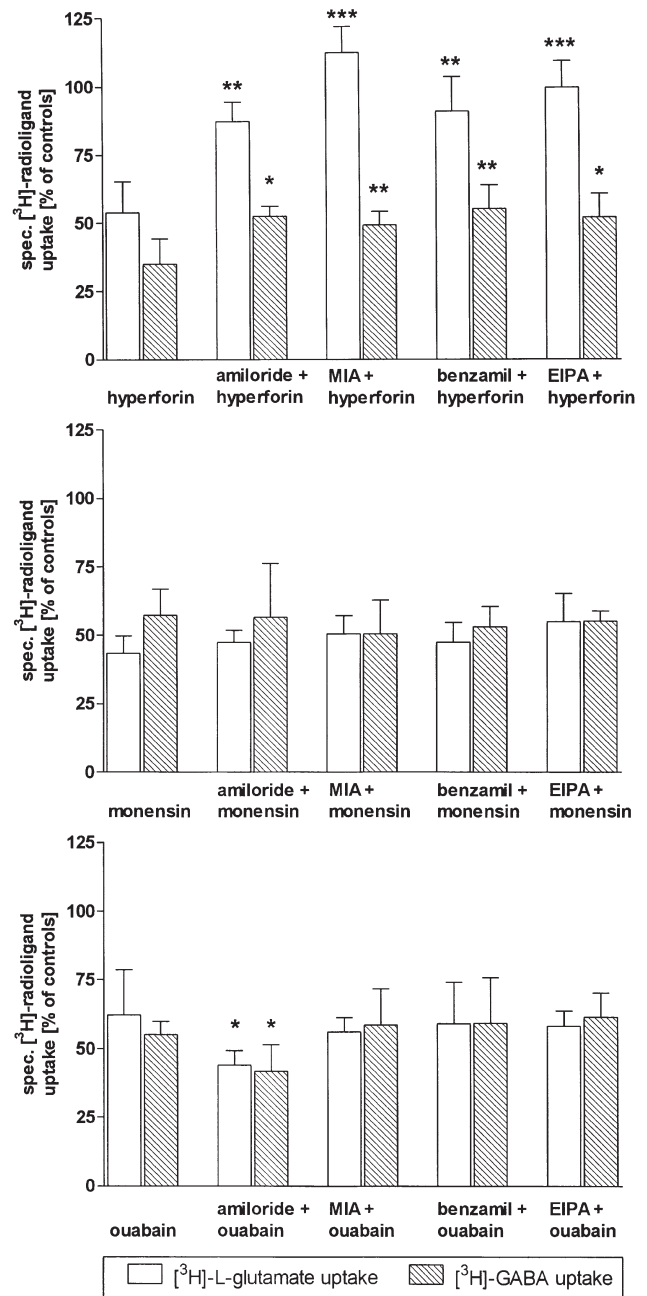 125
100
75
50
25
0
spec. [³H]-radioligand
uptake [% of controls]
** *** ** ***
* ** ** *
hyperforin
amiloride +
hyperforin
MIA +
hyperforin
benzamil +
hyperforin
EIPA +
hyperforin
125
100
75
50
25
0
spec. [³H]-radioligand
uptake [% of controls]
monensin
amiloride +
monensin
MIA +
monensin
benzamil +
monensin
EIPA +
monensin
125
100
75
50
25
0
spec. [³H]-radioligand
uptake [% of controls]
* *
ouabain
amiloride +
ouabain
MIA +
ouabain
benzamil +
ouabain
EIPA +
ouabain
[³H]-L-glutamate uptake
[³H]-GABA uptake